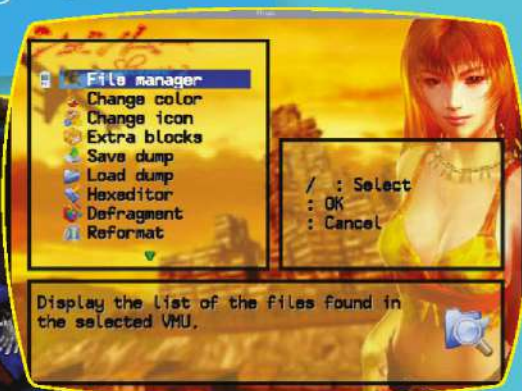 File manager
Change color
Change icon
Extra blocks
Save dump
Load dump
Hexeditor
Defragment
Reformat
/ : Select
: OK
: Cancel
Display the list of the files found in
the selected VMU.